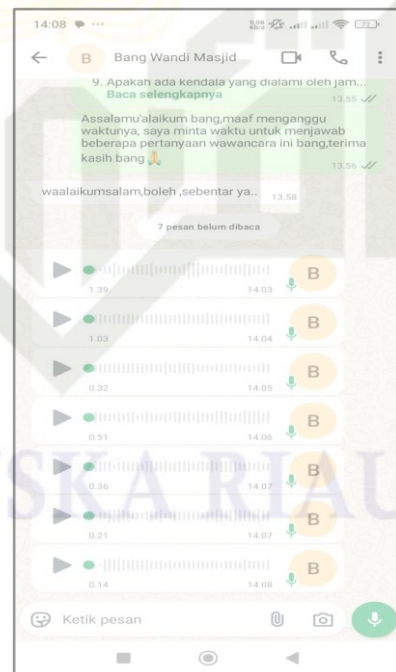 14:08
Bang Wandi Masjid
9. Apakah ada kendala yang dialami oleh jam...
Baca selengkapnya
13.55
Assalamu'alaikum bang,maaf menganggu
waktunya, saya minta waktu untuk menjawab
beberapa pertanyaan wawancara ini bang,terima
kasih bang 🙏
13.56
waalaikumsalam,boleh ,sebentar ya..
13.58
7 pesan belum dibaca
B
1.39 14.03
B
1.03 14.04
B
0.32 14.05
B
0.51 14.06
B
0.36 14.07
B
0.21 14.07
B
0.14 14.08
Ketik pesan
SKA RIAU